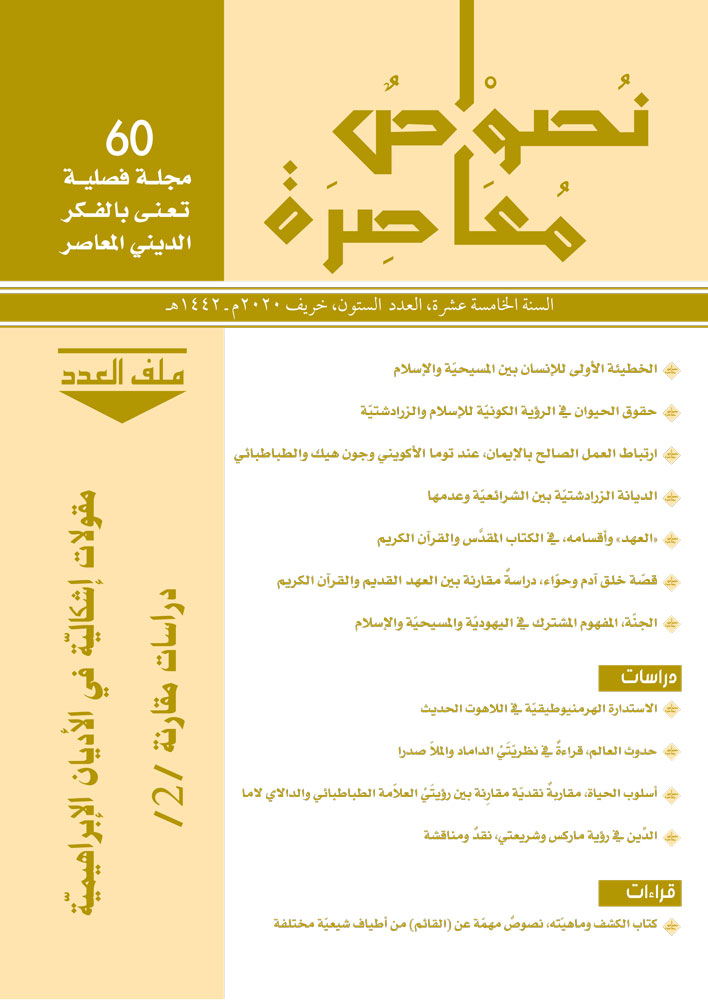 نُصوْصٌ
مُعَاصِرَة
60
مجلة فصلية
تعنى بالفكر
الديني المعاصر
السنة الخامسة عشرة، العدد الستون، خريف ٢٠٢٠م ـ ١٤٤٢هـ
ملف العدد
مقولات إشكاليّة في الأديان الإبراهيميّة
دراسات مقارنة /2/
الخطيئة الأولى للإنسان بين المسيحيّة والإسلام
حقوق الحيوان في الرؤية الكونيّة للإسلام والزرادشتيّة
ارتباط العمل الصالح بالإيمان، عند توما الأكويني وجون هيك والطباطبائي
الديانة الزرادشتيّة بين الشرائعيّة وعدمها
«العهد» وأقسامه، في الكتاب المقدَّس والقرآن الكريم
قصّة خلق آدم وحوّاء، دراسةٌ مقارنة بين العهد القديم والقرآن الكريم
الجنّة، المفهوم المشترك في اليهوديّة والمسيحيّة والإسلام
دراسات
الاستدارة الهرمنيوطيقيّة في اللاهوت الحديث
حدوث العالم، قراءةٌ في نظريّتَيْ الداماد والملاّ صدرا
أسلوب الحياة، مقاربةٌ نقديّة مقارِنة بين رؤيتَيْ العلاّمة الطباطبائي والدالاي لاما
الدِّين في رؤية ماركس وشريعتي، نقدٌ ومناقشة
قراءات
كتاب الكشف وماهيّته، نصوصٌ مهمّة عن (القائم) من أطياف شيعيّة مختلفة